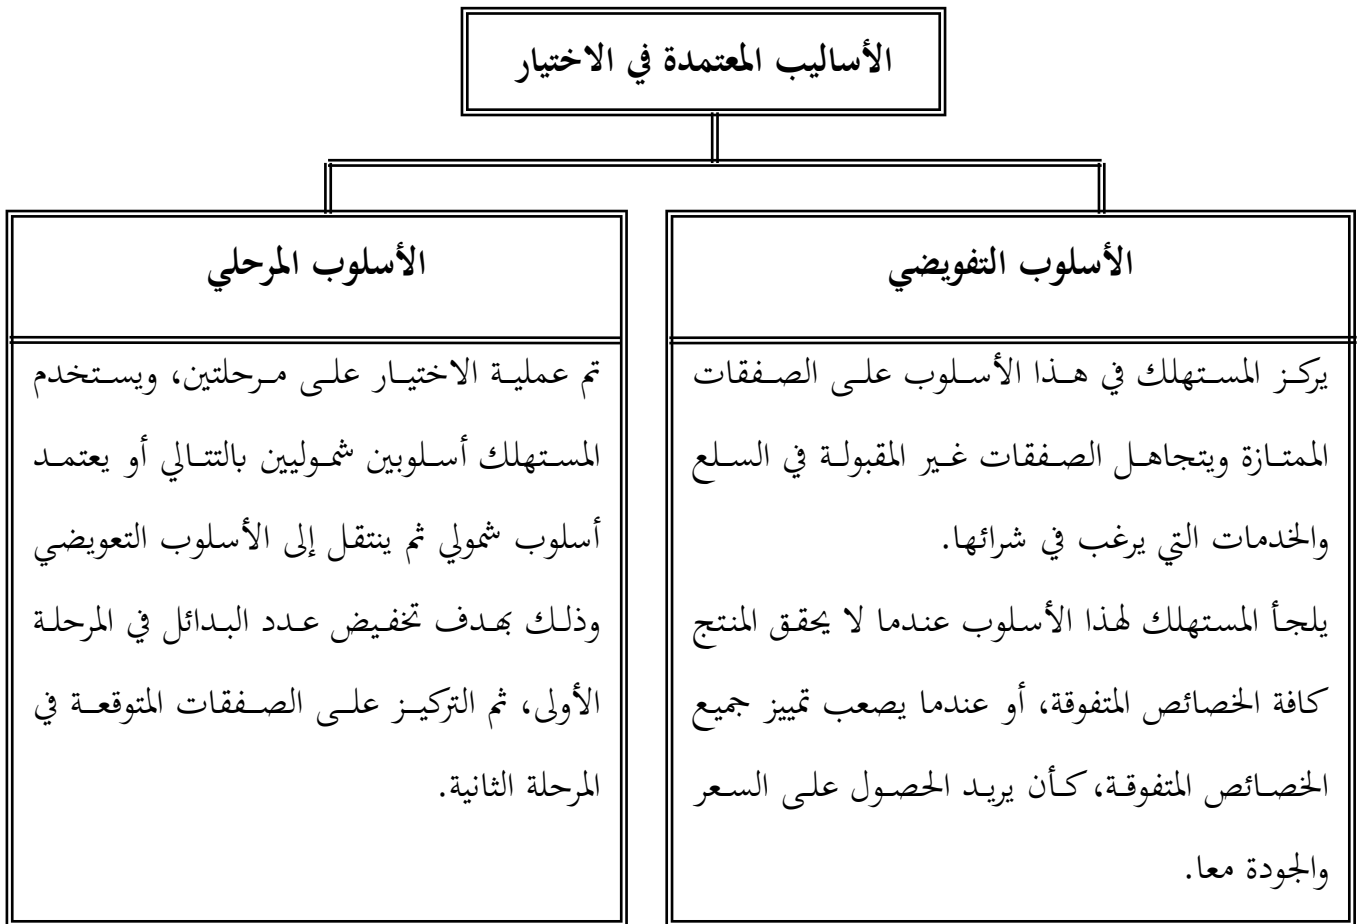 الأساليب المعتمدة في الاختيار
الأسلوب التفويضي
يركز المستهلك في هذا الأسلوب على الصفقات
الممتازة ويتجاهل الصفقات غير المقبولة في السلع
والخدمات التي يرغب في شرائها.
يلجأ المستهلك لهذا الأسلوب عندما لا يحقق المنتج
كافة الخصائص المتفوقة، أو عندما يصعب تمييز جميع
الخصائص المتفوقة، كأن يريد الحصول على السعر
والجودة معا.
الأسلوب المرحلي
تم عملية الاختيار على مرحلتين، ويستخدم
المستهلك أسلوبين شموليين بالتتالي أو يعتمد
أسلوب شمولي ثم ينتقل إلى الأسلوب التعويضي
وذلك بهدف تخفيض عدد البدائل في المرحلة
الأولى، ثم التركيز على الصفقات المتوقعة في
المرحلة الثانية.